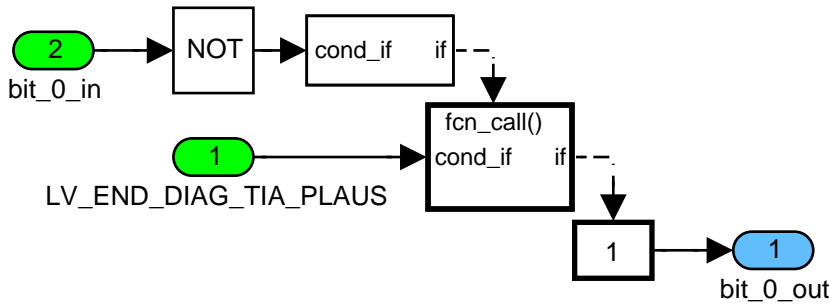 2
bit_0_in
NOT
cond_if if
fcn_call()
cond_if if
1
LV_END_DIAG_TIA_PLAUS
1
1
bit_0_out